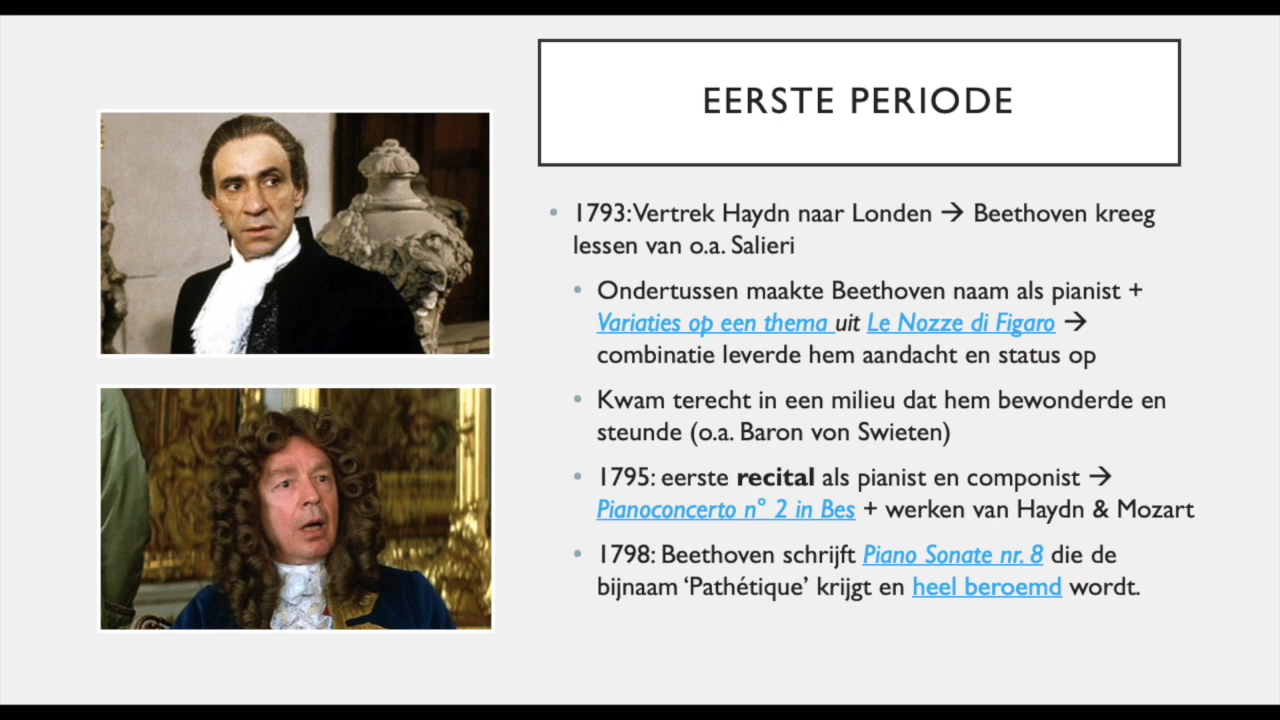 EERSTE PERIODE
• 1793: Vertrek Haydn naar Londen → Beethoven kreeg
lessen van o.a. Salieri
• Ondertussen maakte Beethoven naam als pianist +
Variaties op een thema uit Le Nozze di Figaro →
combinatie leverde hem aandacht en status op
• Kwam terecht in een milieu dat hem bewonderde en
steunde (o.a. Baron von Swieten)
• 1795: eerste recital als pianist en componist →
Pianoconcerto n° 2 in Bes + werken van Haydn & Mozart
• 1798: Beethoven schrijft Piano Sonate nr. 8 die de
bijnaam ‘Pathétique’ krijgt en heel beroemd wordt.